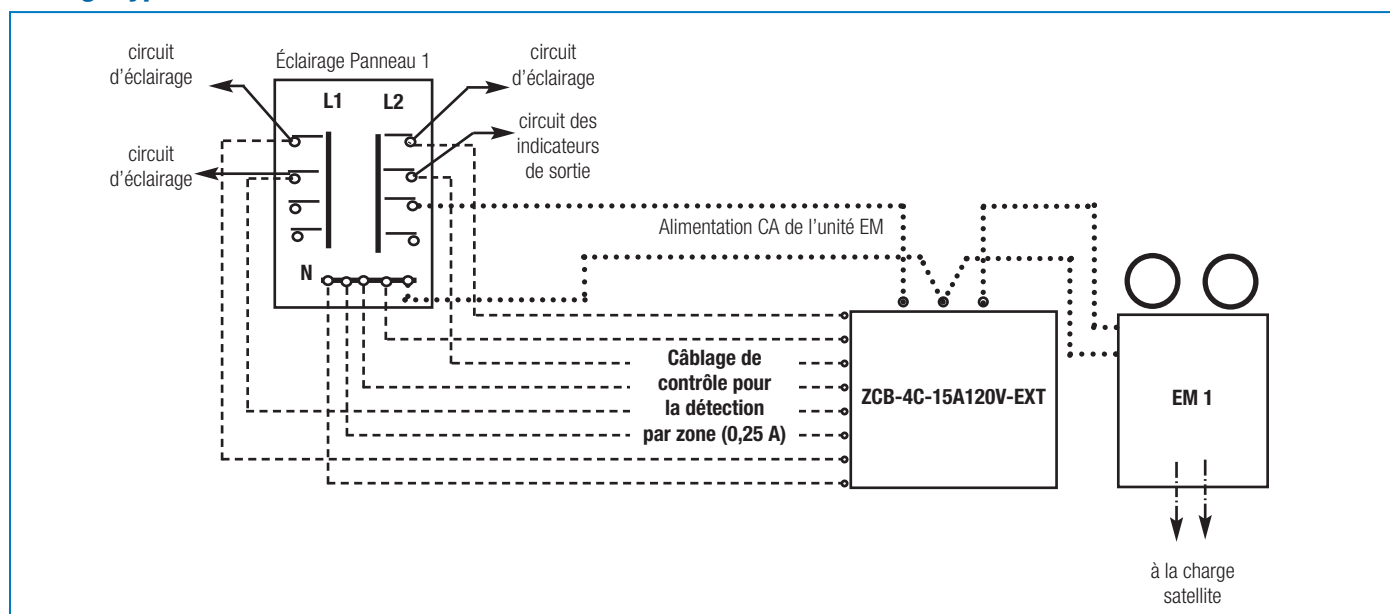 circuit
d'éclairage
Éclairage Panneau 1
circuit
d'éclairage
L1
L2
circuit des
indicateurs
de sortie
circuit
d'éclairage
Alimentation CA de l'unité EM
N
Câblage de
contrôle pour
la détection
par zone (0,25 A)
ZCB-4C-15A120V-EXT
EM 1
à la charge
satellite